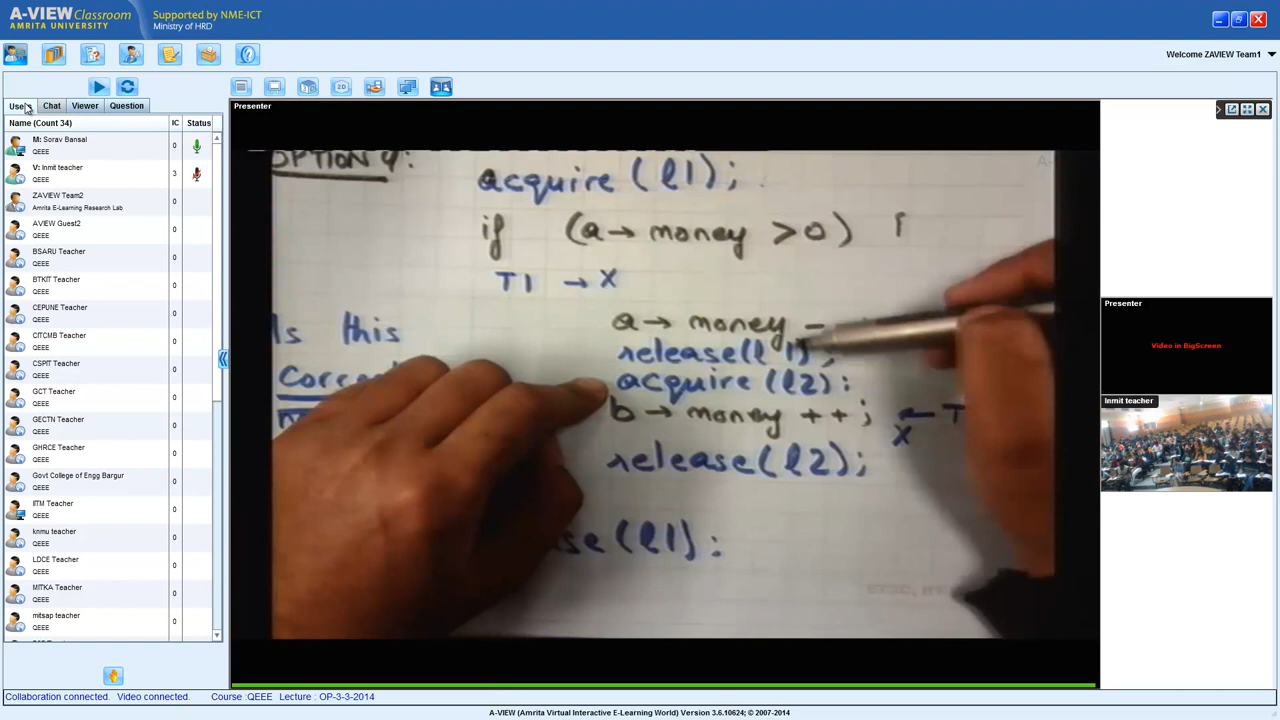 A-VIEW Classroom
AMRITA UNIVERSITY
Supported by NME-ICT
Ministry of HRD
Welcome ZAVIEW Team1
Users
Chat
Viewer
Question
Name (Count 34)
IC
Status
M: Sorav Bansal
QEEE
0
V: Inmit teacher
QEEE
3
ZAVIEW Team2
Amrita E-Learning Research Lab
0
AVIEW Guest2
QEEE
0
BSARU Teacher
QEEE
0
BTKIT Teacher
QEEE
0
CEPUNE Teacher
QEEE
0
CITCMB Teacher
QEEE
0
CSPIT Teacher
QEEE
0
GCT Teacher
QEEE
0
GECTN Teacher
QEEE
0
GHRCE Teacher
QEEE
0
Govt College of Engg Bargur
QEEE
0
IITM Teacher
QEEE
0
knmu teacher
QEEE
0
LDCE Teacher
QEEE
0
MITKA Teacher
QEEE
0
mitsap teacher
QEEE
0
Presenter
OPTION 4:
acquire (l1);
if (a→ money >0) {
T1 → X
Is this
a→ money -
release(l1);
acquire (l2);
b → money ++; ← T
X
release(l2);
se(l1);
Presenter
Video in BigScreen
Inmit teacher
Collaboration connected. Video connected. Course :QEEE Lecture : OP-3-3-2014
A-VIEW (Amrita Virtual Interactive E-Learning World) Version 3.6.10624; © 2007-2014